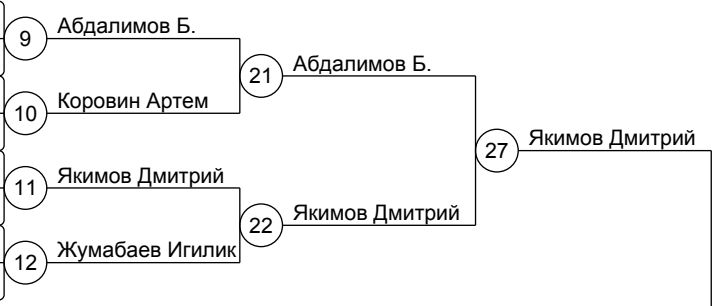 9 Абдалимов Б.
21 Абдалимов Б.
10 Коровин Артем
27 Якимов Дмитрий
11 Якимов Дмитрий
22 Якимов Дмитрий
12 Жумабаев Игилик